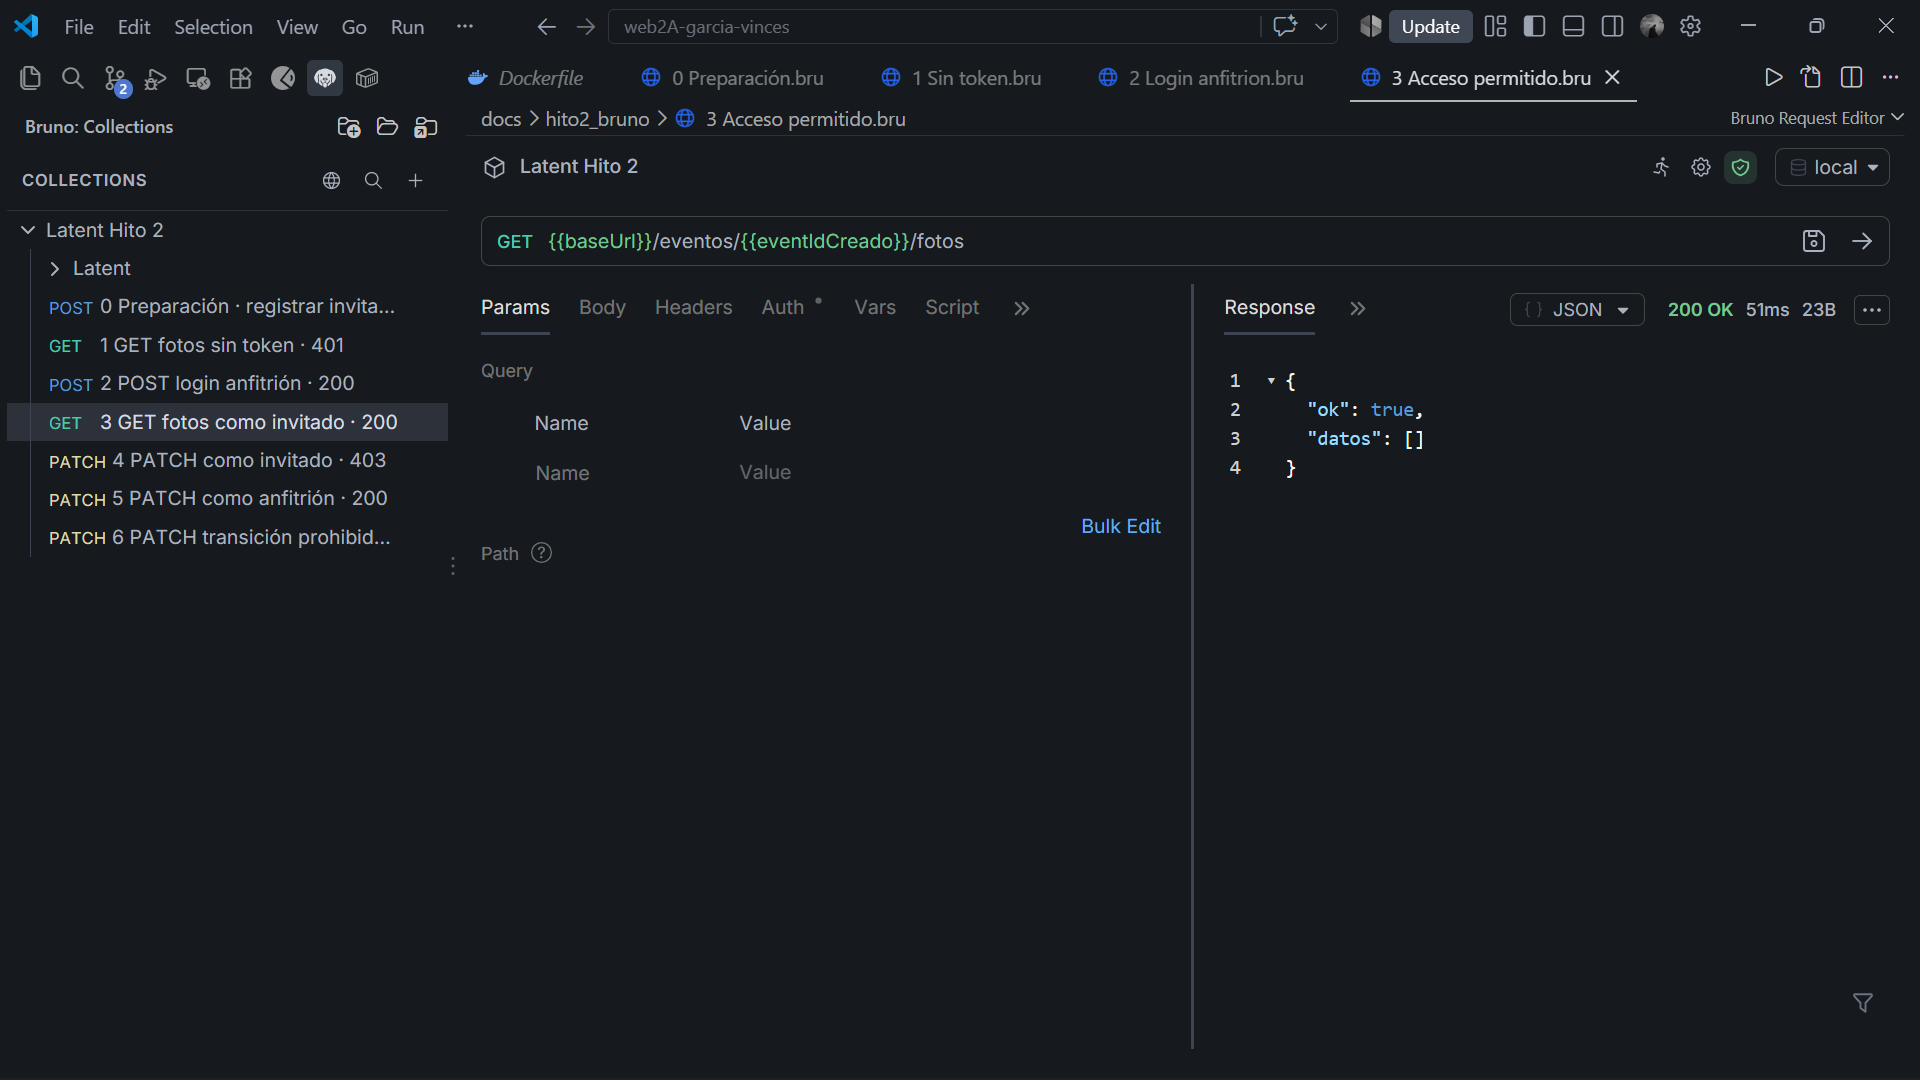 File Edit Selection View Go Run ···
web2A-garcia-vinces
Update
2
Dockerfile
0 Preparación.bru
1 Sin token.bru
2 Login anfitrion.bru
3 Acceso permitido.bru
Bruno: Collections
docs > hito2_bruno > 3 Acceso permitido.bru
Bruno Request Editor
COLLECTIONS
Latent Hito 2
local
Latent Hito 2
Latent
POST 0 Preparación · registrar invita...
GET 1 GET fotos sin token · 401
POST 2 POST login anfitrión · 200
GET 3 GET fotos como invitado · 200
PATCH 4 PATCH como invitado · 403
PATCH 5 PATCH como anfitrión · 200
PATCH 6 PATCH transición prohibid...
GET {{baseUrl}}/eventos/{{eventIdCreado}}/fotos
Params Body Headers Auth Vars Script
Query
Name Value
Name Value
Bulk Edit
Path ?
Response
{ } JSON
200 OK 51ms 23B
1 {
2 "ok": true,
3 "datos": []
4 }